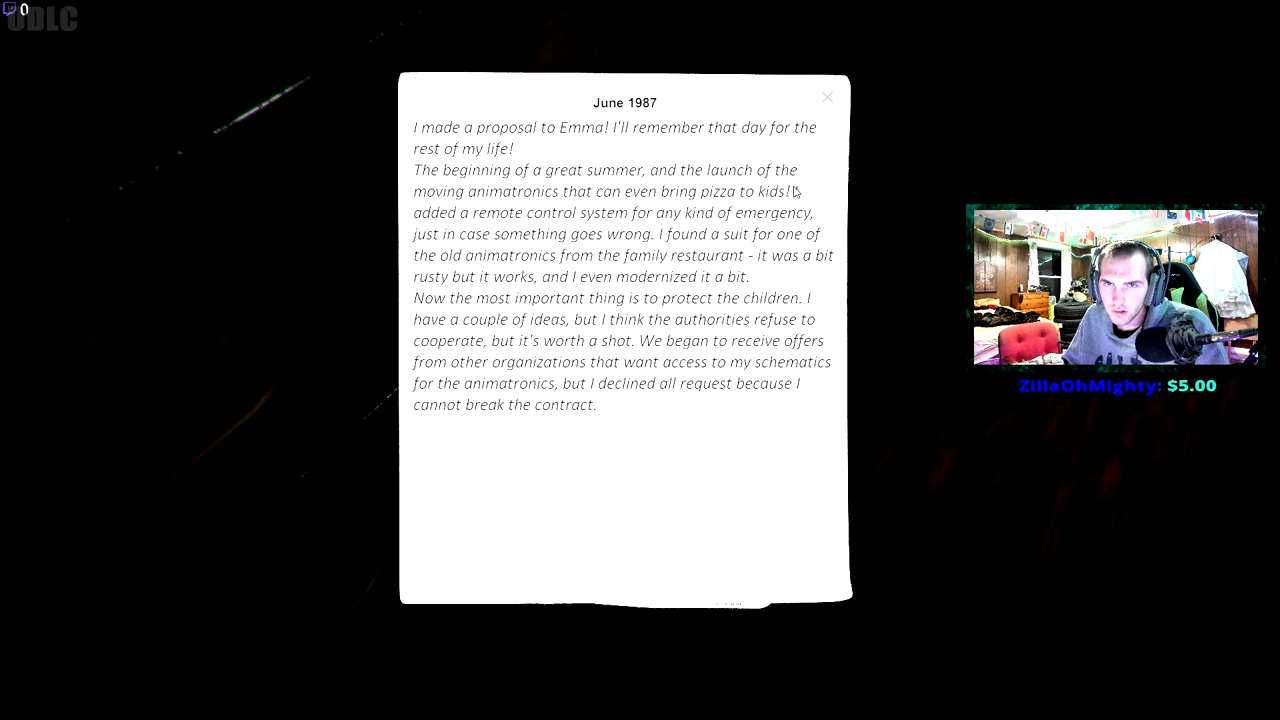 0
UDLC
June 1987
I made a proposal to Emma! I'll remember that day for the
rest of my life!
The beginning of a great summer, and the launch of the
moving animatronics that can even bring pizza to kids!
added a remote control system for any kind of emergency,
just in case something goes wrong. I found a suit for one of
the old animatronics from the family restaurant - it was a bit
rusty but it works, and I even modernized it a bit.
Now the most important thing is to protect the children. I
have a couple of ideas, but I think the authorities refuse to
cooperate, but it's worth a shot. We began to receive offers
from other organizations that want access to my schematics
for the animatronics, but I declined all request because I
cannot break the contract.
ZillaOhMighty: $5.00